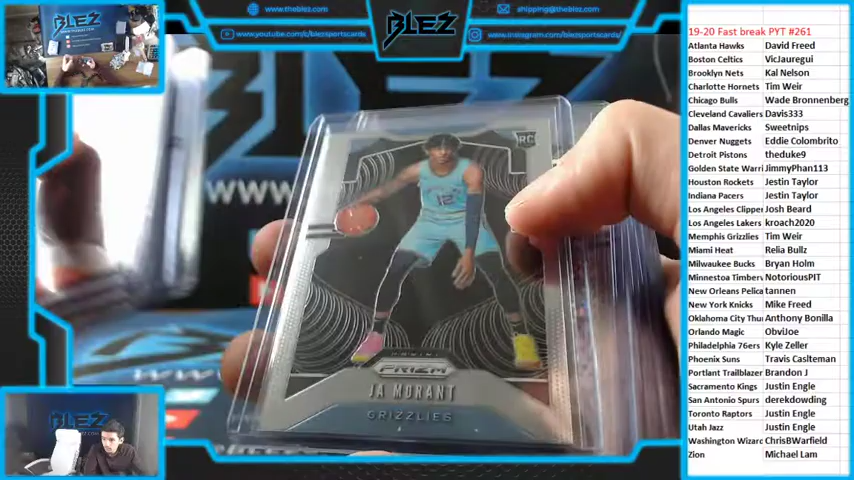 www.theblez.com
shipping@theblez.com
BLEZ
www.youtube.com/c/blezsportscards
www.instagram.com/blezsportscards/
RC
12
PRIZM
JA MORANT
GRIZZLIES
BLEZ
19-20 Fast break PYT #261
Atlanta Hawks David Freed
Boston Celtics VicJauregui
Brooklyn Nets Kal Nelson
Charlotte Hornets Tim Weir
Chicago Bulls Wade Bronnenberg
Cleveland Cavaliers Davis333
Dallas Mavericks Sweetnips
Denver Nuggets Eddie Colombrito
Detroit Pistons theduke9
Golden State Warri JimmyPhan113
Houston Rockets Jestin Taylor
Indiana Pacers Jestin Taylor
Los Angeles Clipper Josh Beard
Los Angeles Lakers kroach2020
Memphis Grizzlies Tim Weir
Miami Heat Relia Bullz
Milwaukee Bucks Bryan Holm
Minnestoa Timberv NotoriousPIT
New Orleans Pelica tannen
New York Knicks Mike Freed
Oklahoma City Thu Anthony Bonilla
Orlando Magic ObviJoe
Philadelphia 76ers Kyle Zeller
Phoenix Suns Travis Caslteman
Portlant Trailblazer Brandon J
Sacramento Kings Justin Engle
San Antonio Spurs derekdowding
Toronto Raptors Justin Engle
Utah Jazz Justin Engle
Washington Wizard ChrisBWarfield
Zion Michael Lam